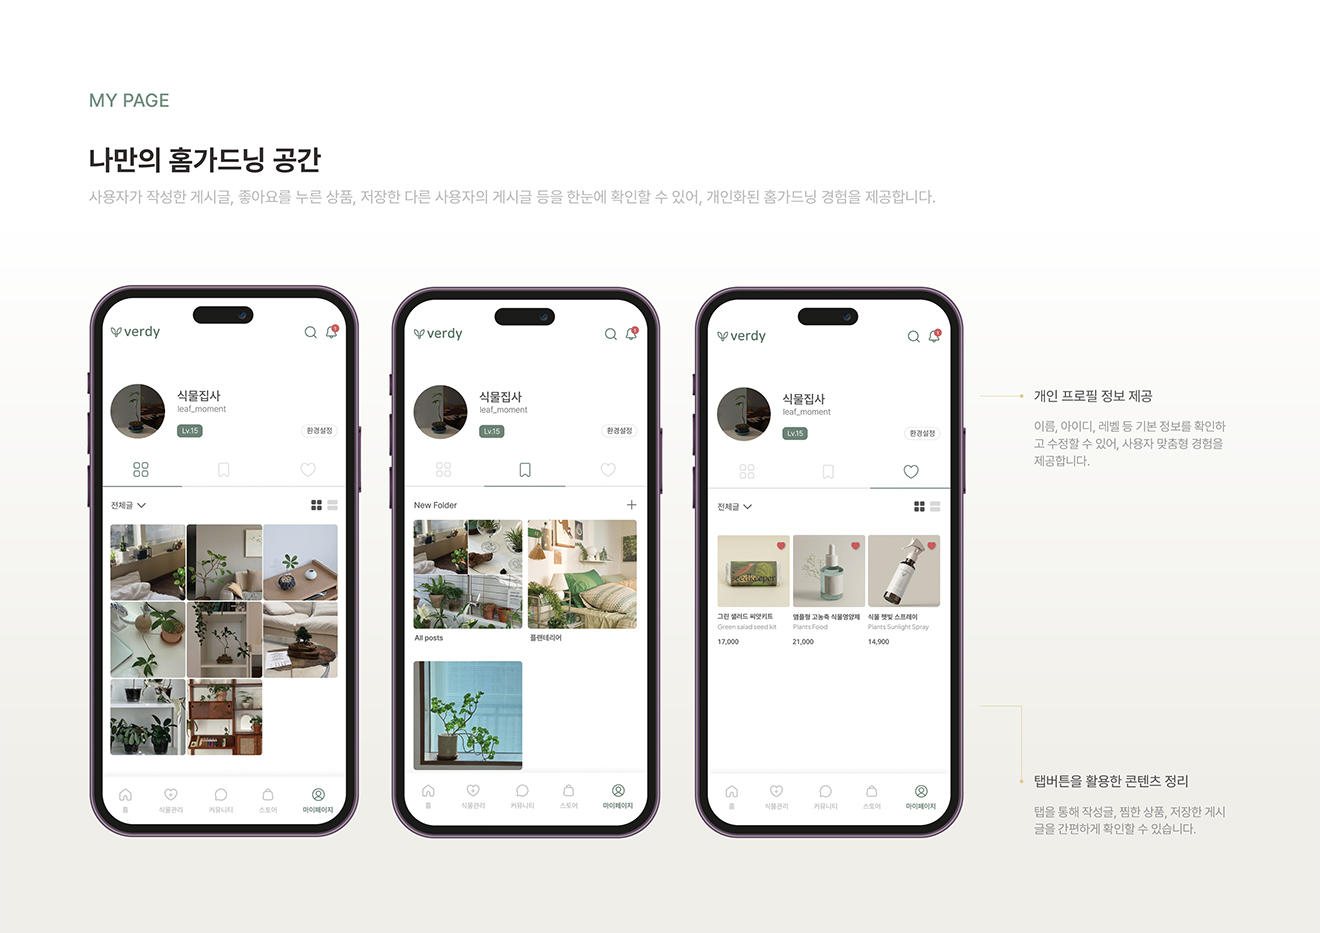 MY PAGE
나만의 홈가드닝 공간
사용자가 작성한 게시글, 좋아요를 누른 상품, 저장한 다른 사용자의 게시글 등을 한눈에 확인할 수 있어, 개인화된 홈가드닝 경험을 제공합니다.
verdy
식물집사
leaf_moment
Lv.15
환경설정
전체글
홈
식물관리
커뮤니티
스토어
마이페이지
verdy
식물집사
leaf_moment
Lv.15
환경설정
New Folder
All posts
플랜테리어
홈
식물관리
커뮤니티
스토어
마이페이지
verdy
식물집사
leaf_moment
Lv.15
환경설정
전체글
seedkeeper
그린 샐러드 씨앗키트
Green salad seed kit
17,000
앰플형 고농축 식물영양제
Plants Food
21,000
식물 햇빛 스프레이
Plants Sunlight Spray
14,900
홈
식물관리
커뮤니티
스토어
마이페이지
개인 프로필 정보 제공
이름, 아이디, 레벨 등 기본 정보를 확인하
고 수정할 수 있어, 사용자 맞춤형 경험을
제공합니다.
탭버튼을 활용한 콘텐츠 정리
탭을 통해 작성글, 찜한 상품, 저장한 게시
글을 간편하게 확인할 수 있습니다.